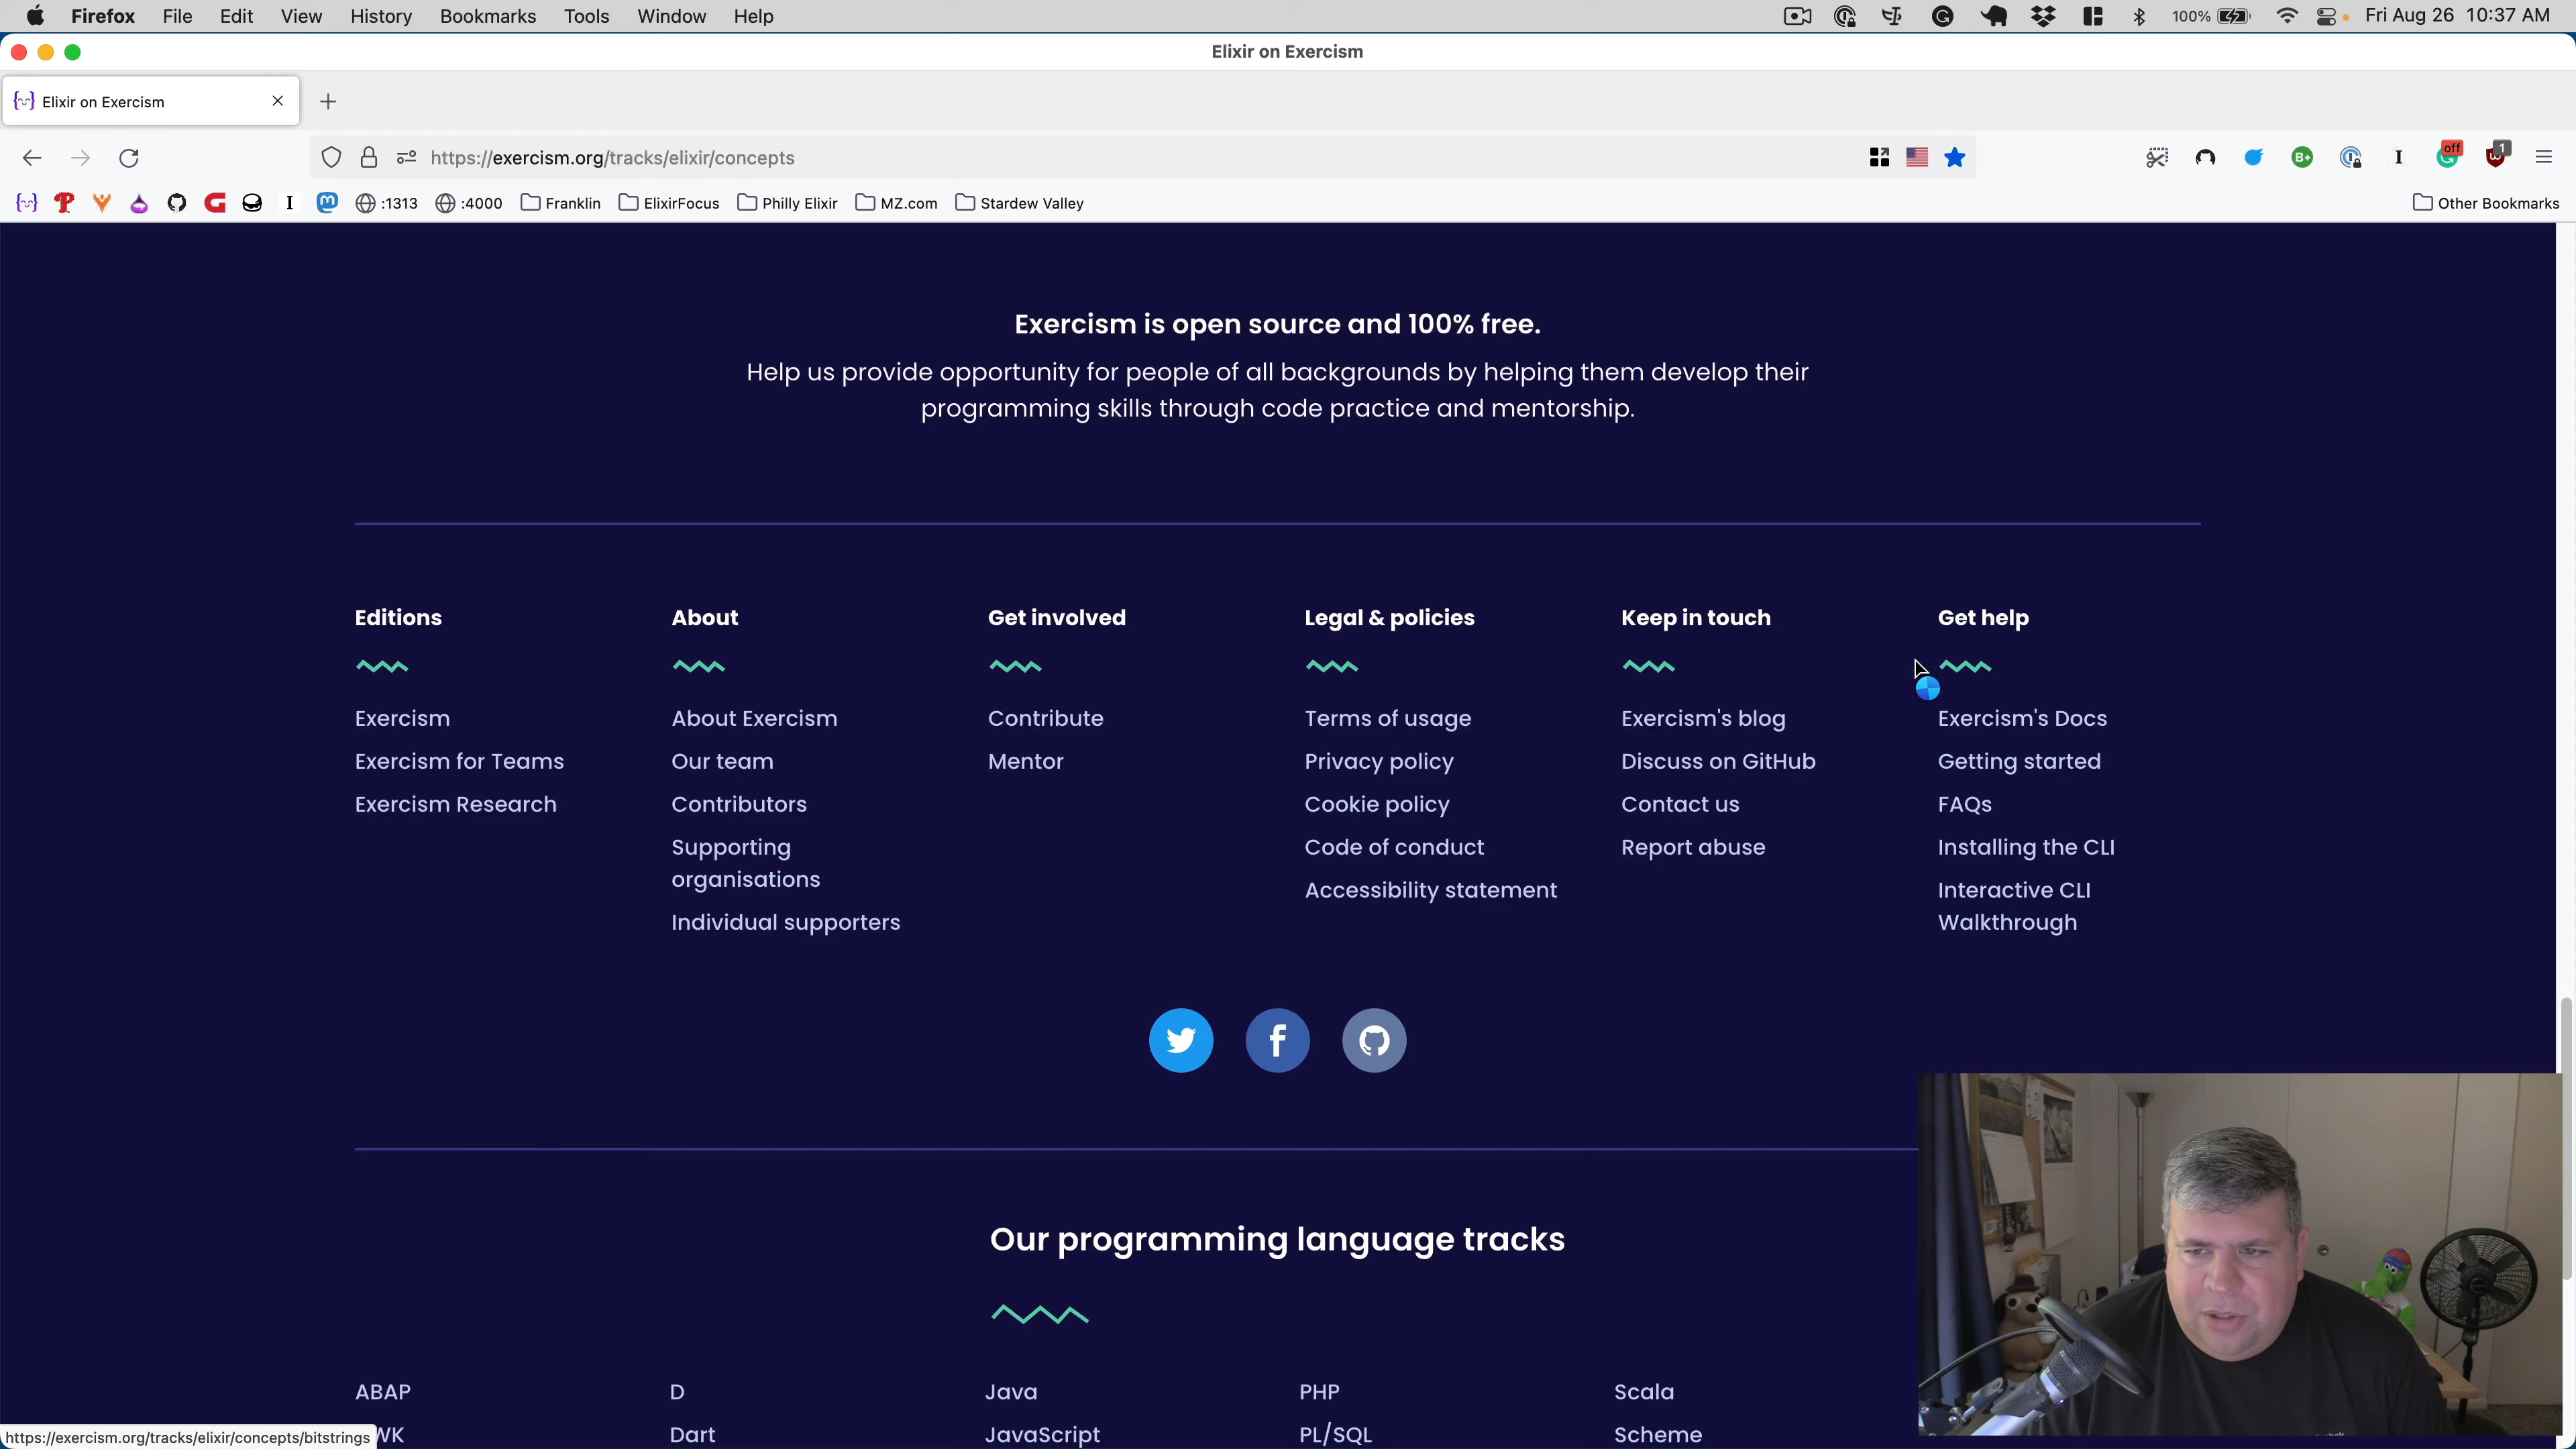 Firefox File Edit View History Bookmarks Tools Window Help 100% Fri Aug 26 10:37 AM
Elixir on Exercism
Elixir on Exercism
https://exercism.org/tracks/elixir/concepts
B+ I off 1
I :1313 :4000 Franklin ElixirFocus Philly Elixir MZ.com Stardew Valley Other Bookmarks
Exercism is open source and 100% free.
Help us provide opportunity for people of all backgrounds by helping them develop their
programming skills through code practice and mentorship.
Editions
Exercism
Exercism for Teams
Exercism Research
About
About Exercism
Our team
Contributors
Supporting
organisations
Individual supporters
Get involved
Contribute
Mentor
Legal & policies
Terms of usage
Privacy policy
Cookie policy
Code of conduct
Accessibility statement
Keep in touch
Exercism's blog
Discuss on GitHub
Contact us
Report abuse
Get help
Exercism's Docs
Getting started
FAQs
Installing the CLI
Interactive CLI
Walkthrough
Our programming language tracks
ABAP D Java PHP Scala
WK Dart JavaScript PL/SQL Scheme
https://exercism.org/tracks/elixir/concepts/bitstrings